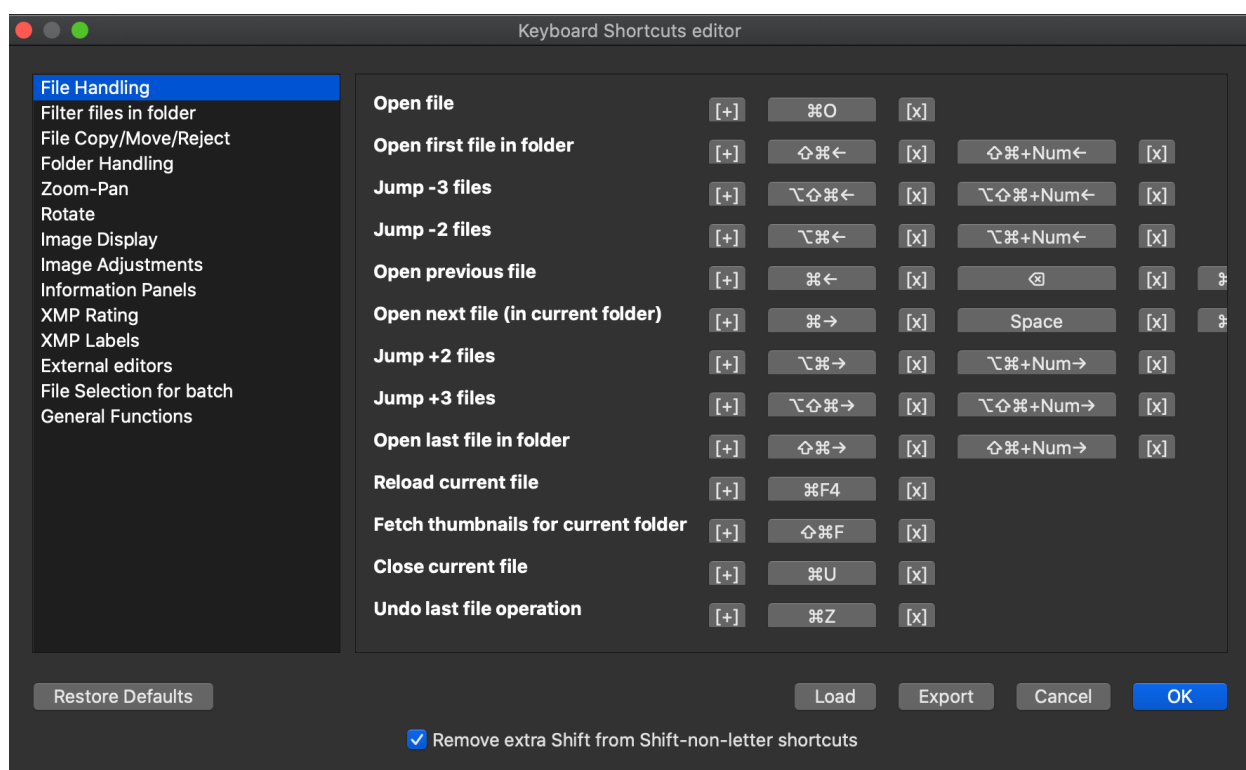 Keyboard Shortcuts editor
File Handling
Filter files in folder
File Copy/Move/Reject
Folder Handling
Zoom-Pan
Rotate
Image Display
Image Adjustments
Information Panels
XMP Rating
XMP Labels
External editors
File Selection for batch
General Functions
Open file [+] ⌘O [x]
Open first file in folder [+] ⇧⌘← [x] ⇧⌘+Num← [x]
Jump -3 files [+] ⌥⇧⌘← [x] ⌥⇧⌘+Num← [x]
Jump -2 files [+] ⌥⌘← [x] ⌥⌘+Num← [x]
Open previous file [+] ⌘← [x] ⌫ [x] ⌘
Open next file (in current folder) [+] ⌘→ [x] Space [x] ⌘
Jump +2 files [+] ⌥⌘→ [x] ⌥⌘+Num→ [x]
Jump +3 files [+] ⌥⇧⌘→ [x] ⌥⇧⌘+Num→ [x]
Open last file in folder [+] ⇧⌘→ [x] ⇧⌘+Num→ [x]
Reload current file [+] ⌘F4 [x]
Fetch thumbnails for current folder [+] ⇧⌘F [x]
Close current file [+] ⌘U [x]
Undo last file operation [+] ⌘Z [x]
Restore Defaults Load Export Cancel OK
Remove extra Shift from Shift-non-letter shortcuts